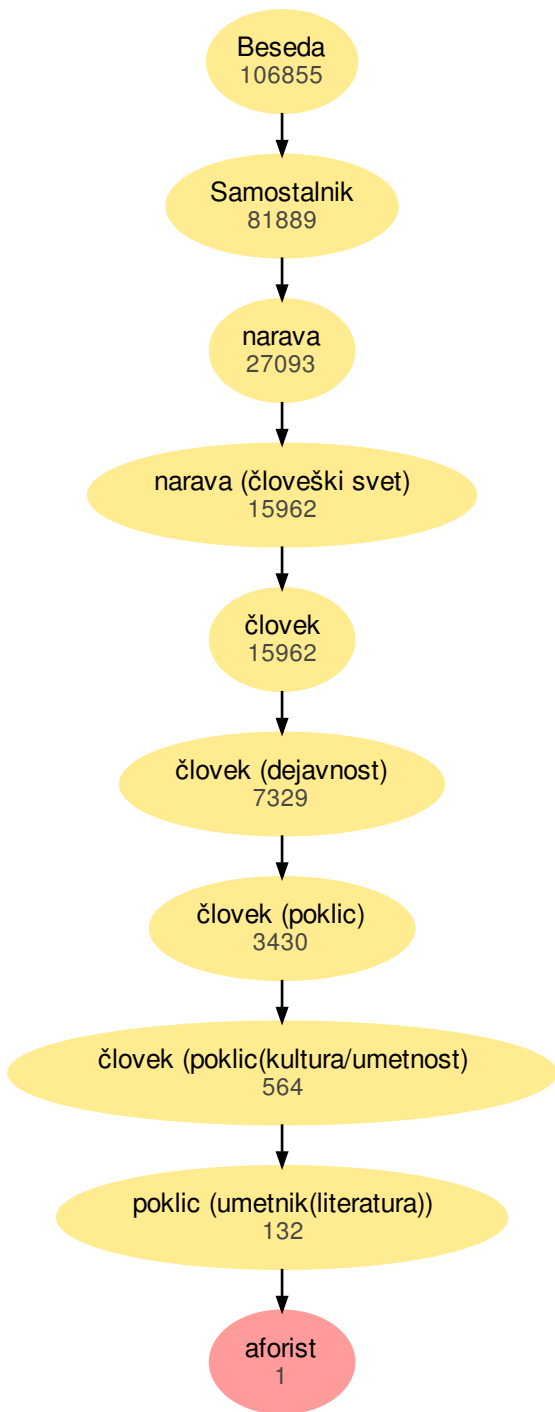 Beseda
106855
Samostalnik
81889
narava
27093
narava (človeški svet)
15962
človek
15962
človek (dejavnost)
7329
človek (poklic)
3430
človek (poklic(kultura/umetnost)
564
poklic (umetnik(literatura))
132
aforist
1